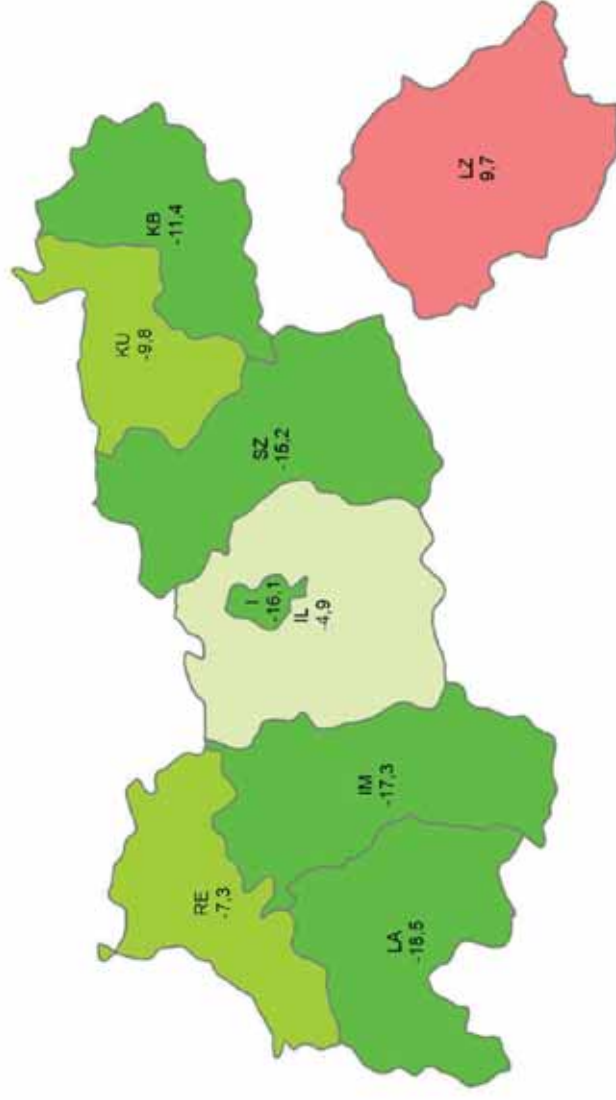 RE
-7,3
LA
-18,5
IM
-17,3
I
-16,1
IL
-4,9
SZ
-15,2
KU
-9,8
KB
-11,4
LZ
9,7